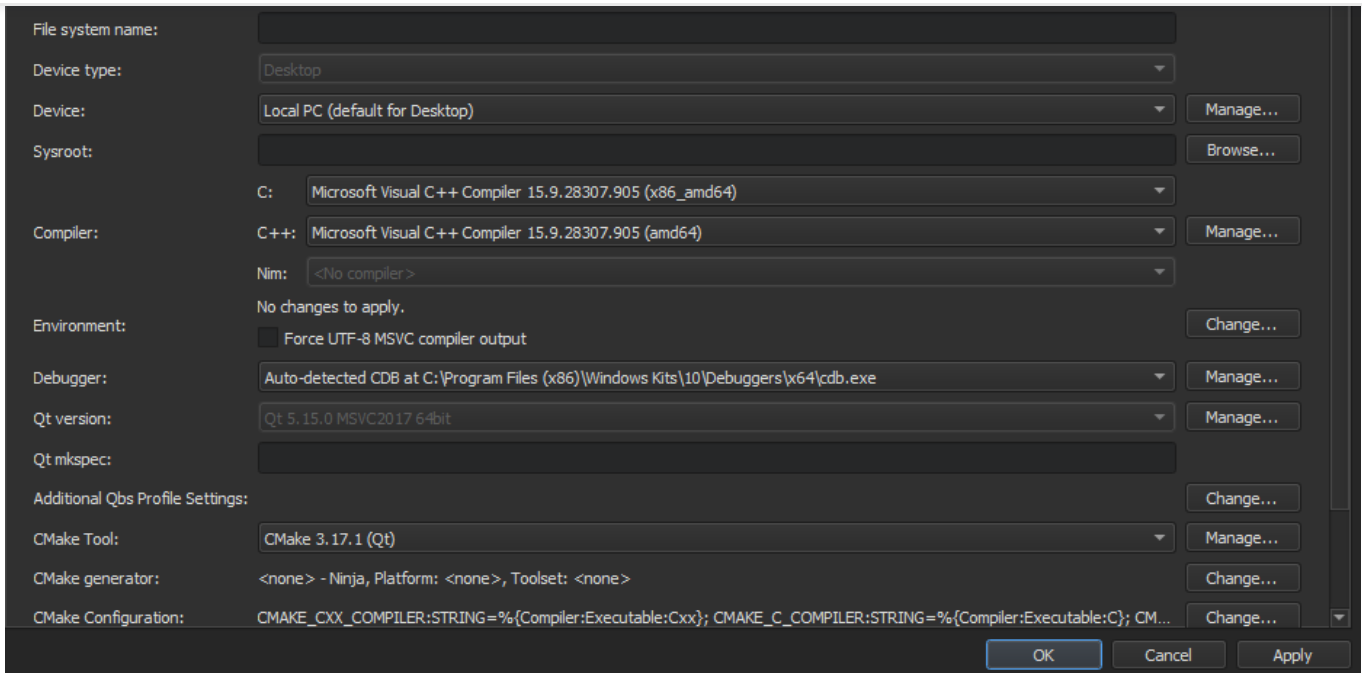 File system name:
Device type: Desktop
Device: Local PC (default for Desktop) Manage...
Sysroot: Browse...
C: Microsoft Visual C++ Compiler 15.9.28307.905 (x86_amd64)
Compiler: C++: Microsoft Visual C++ Compiler 15.9.28307.905 (amd64) Manage...
Nim: <No compiler>
No changes to apply.
Environment: Change...
Force UTF-8 MSVC compiler output
Debugger: Auto-detected CDB at C:\Program Files (x86)\Windows Kits\10\Debuggers\x64\cdb.exe Manage...
Qt version: Qt 5.15.0 MSVC2017 64bit Manage...
Qt mkspec:
Additional Qbs Profile Settings: Change...
CMake Tool: CMake 3.17.1 (Qt) Manage...
CMake generator: <none> - Ninja, Platform: <none>, Toolset: <none> Change...
CMake Configuration: CMAKE_CXX_COMPILER:STRING=%{Compiler:Executable:Cxx}; CMAKE_C_COMPILER:STRING=%{Compiler:Executable:C}; CM... Change...
OK Cancel Apply